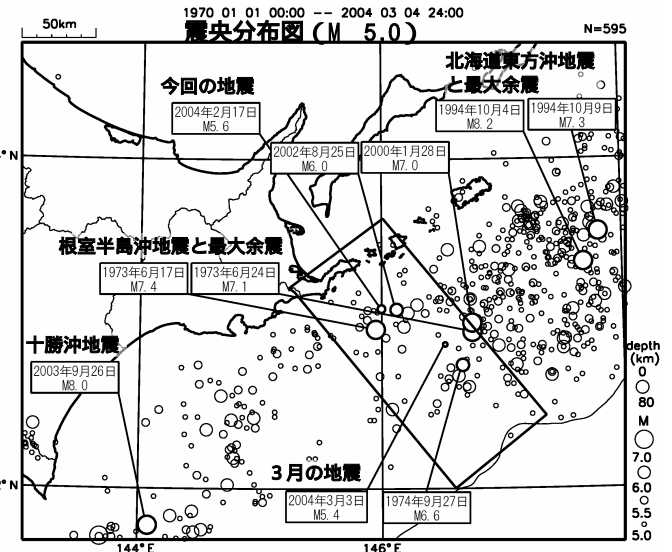 1970 01 01 00:00 -- 2004 03 04 24:00
50km
震央分布図（M 5.0）
N=595
北海道東方沖地震
と最大余震
今回の地震
1994年10月4日
M8.2
1994年10月9日
M7.3
2004年2月17日
M5.6
2002年8月25日
M6.0
2000年1月28日
M7.0
°N
根室半島沖地震と最大余震
1973年6月17日
M7.4
1973年6月24日
M7.1
十勝沖地震
2003年9月26日
M8.0
depth
(km)
0
80
M
7.0
6.0
5.5
5.0
３月の地震
2004年3月3日
M5.4
1974年9月27日
M6.6
2°N
144°E
146°E